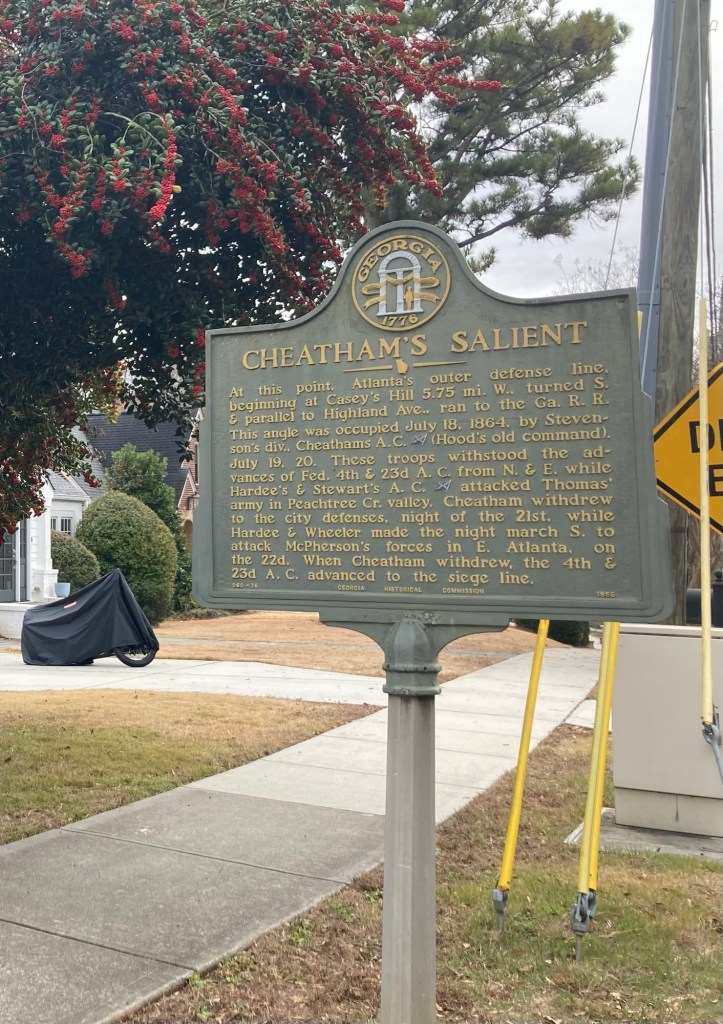 GEORGIA
1776
CHEATHAM'S SALIENT
At this point, Atlanta's outer defense line,
beginning at Casey's Hill 5.75 mi. W., turned S.
& parallel to Highland Ave., ran to the Ga. R. R.
This angle was occupied July 18, 1864, by Steven-
son's div., Cheathams A.C. (Hood's old command).
July 19, 20. These troops withstood the ad-
vances of Fed. 4th & 23d A. C. from N. & E. while
Hardee's & Stewart's A. C. attacked Thomas'
army in Peachtree Cr. valley. Cheatham withdrew
to the city defenses, night of the 21st, while
Hardee & Wheeler made the night march S. to
attack McPherson's forces in E. Atlanta, on
the 22d. When Cheatham withdrew, the 4th &
23d A. C. advanced to the siege line.
GEORGIA HISTORICAL COMMISSION
D
E